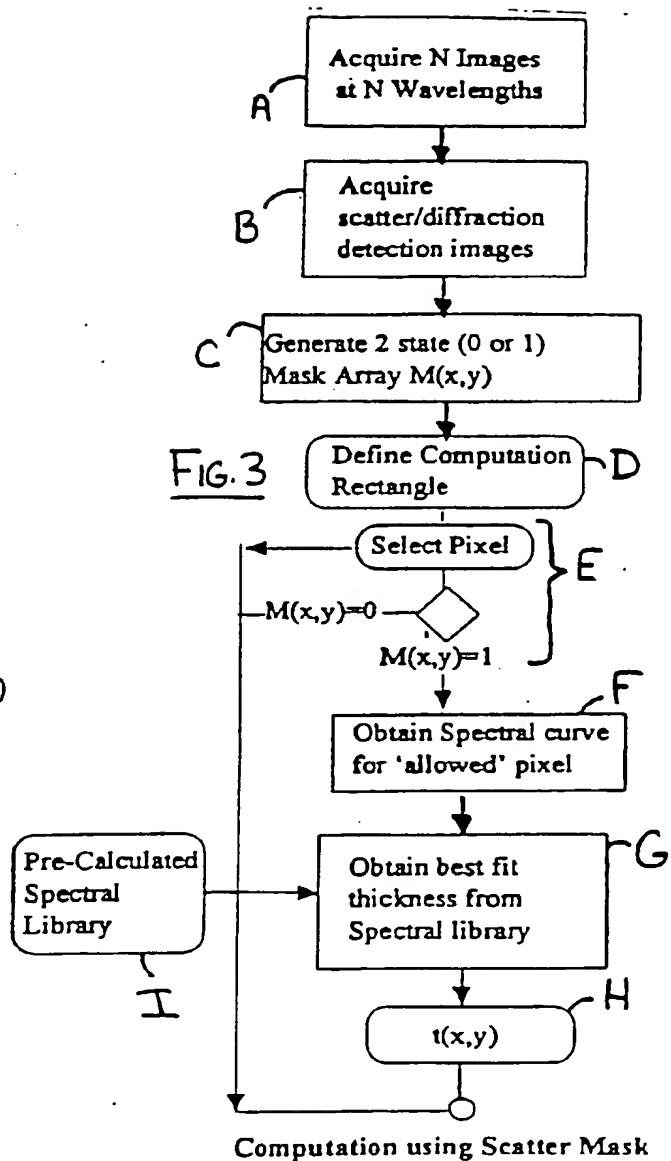 Acquire N Images
at N Wavelengths
A
Acquire
scatter/diffraction
detection images
B
C
Generate 2 state (0 or 1)
Mask Array M(x,y)
FIG. 3
Define Computation
Rectangle
D
Select Pixel
E
M(x,y)=0
M(x,y)=1
F
Obtain Spectral curve
for 'allowed' pixel
G
Pre-Calculated
Spectral
Library
Obtain best fit
thickness from
Spectral library
I
H
t(x,y)
Computation using Scatter Mask